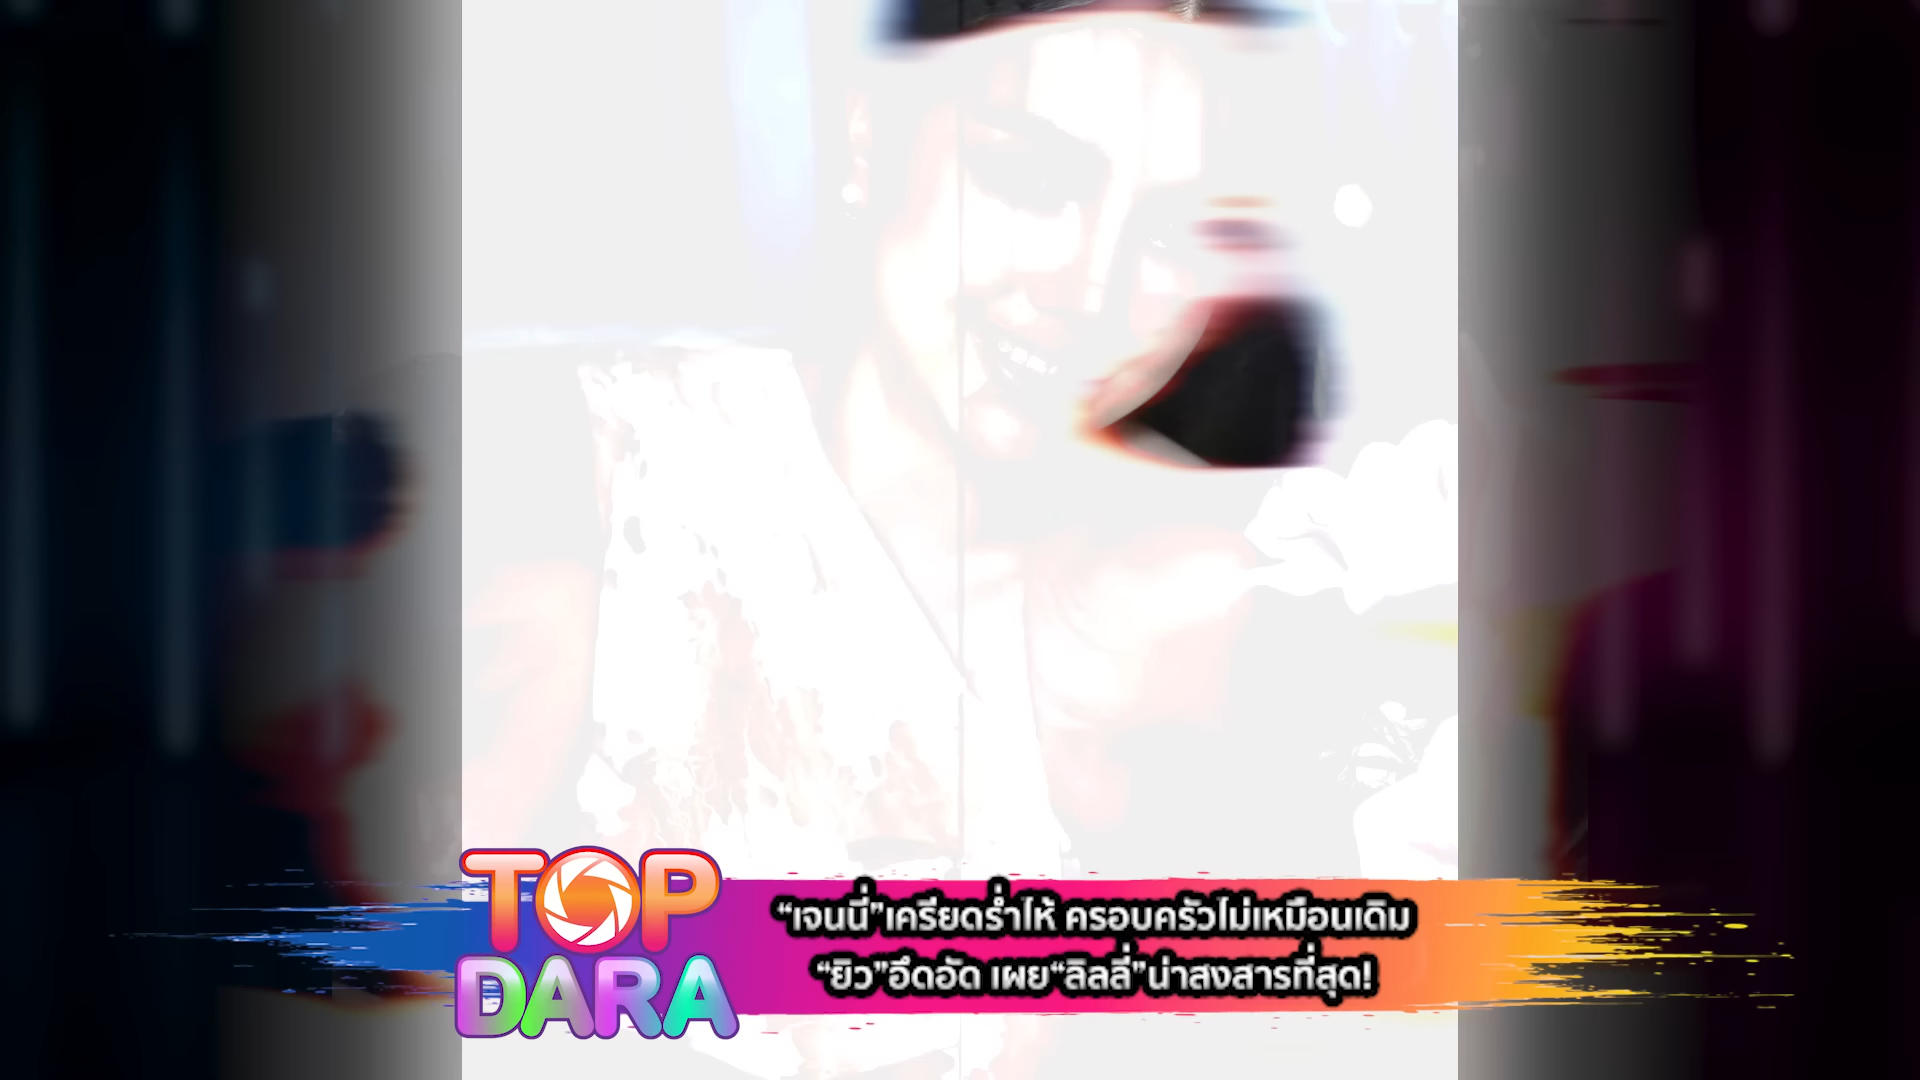 TOP
DARA
“เจนนี่”เครียดร่ำไห้ ครอบครัวไม่เหมือนเดิม
“ยิว”อึดอัด เผย“ลิลลี่”น่าสงสารที่สุด!